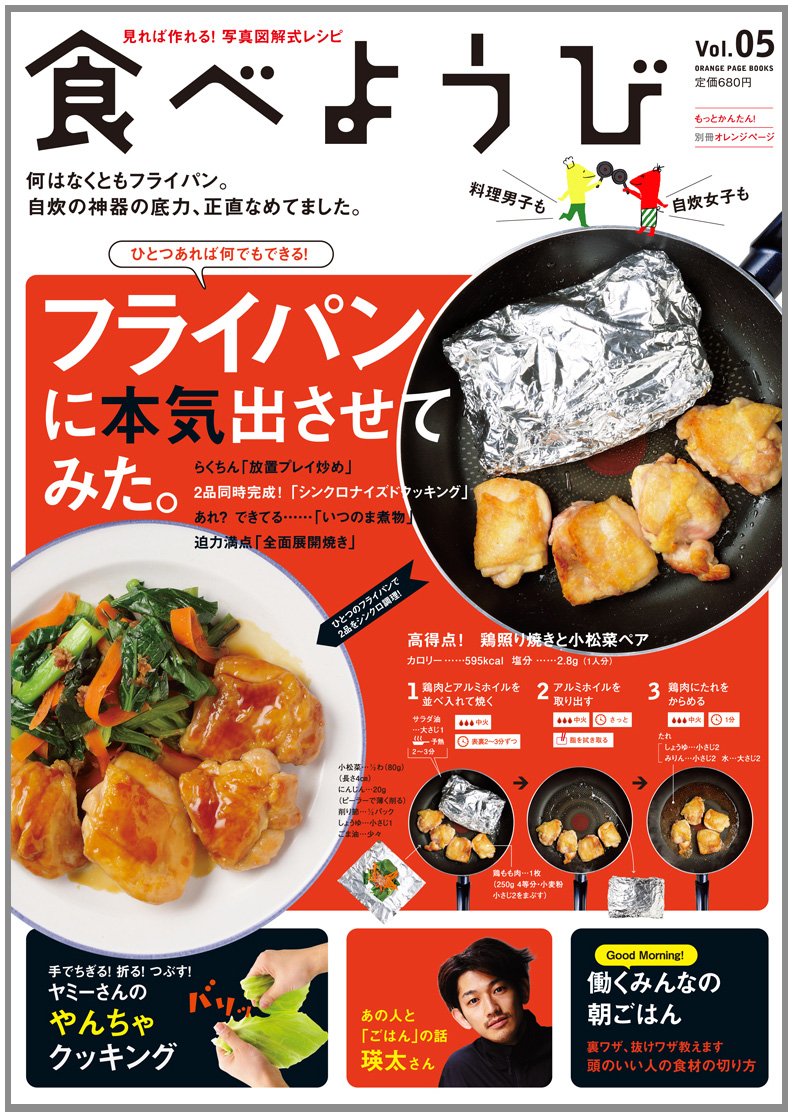 見れば作れる! 写真図解式レシピ
食べようび
Vol.05
ORANGE PAGE BOOKS
定価680円
もっとかんたん!
別冊オレンジページ
何はなくともフライパン。
自炊の神器の底力、正直なめてました。
料理男子も
自炊女子も
ひとつあれば何でもできる!
フライパン
に本気出させて
みた。
らくちん「放置プレイ炒め」
2品同時完成!「シンクロナイズドクッキング」
あれ? できてる……「いつのま煮物」
迫力満点「全面展開焼き」
ひとつのフライパンで
2品をシンクロ調理!
高得点! 鶏照り焼きと小松菜ペア
カロリー……595kcal 塩分……2.8g(1人分)
1 鶏肉とアルミホイルを
並べ入れて焼く
サラダ油
…大さじ1
予熱
2〜3分
中火
表裏2〜3分ずつ
2 アルミホイルを
取り出す
中火
さっと
脂を拭き取る
3 鶏肉にたれを
からめる
中火
1分
たれ
しょうゆ…小さじ2
みりん…小さじ2 水…大さじ2
小松菜…1/2わ(80g)
(長さ4cm)
にんじん…20g
(ピーラーで薄く削る)
削り節…1/2パック
しょうゆ…小さじ1
ごま油…少々
鶏もも肉…1枚
(250g 4等分・小麦粉
小さじ2をまぶす)
手でちぎる! 折る! つぶす!
ヤミーさんの
やんちゃ
クッキング
バリッ
あの人と
「ごはん」の話
瑛太さん
Good Morning!
働くみんなの
朝ごはん
裏ワザ、抜けワザ教えます
頭のいい人の食材の切り方